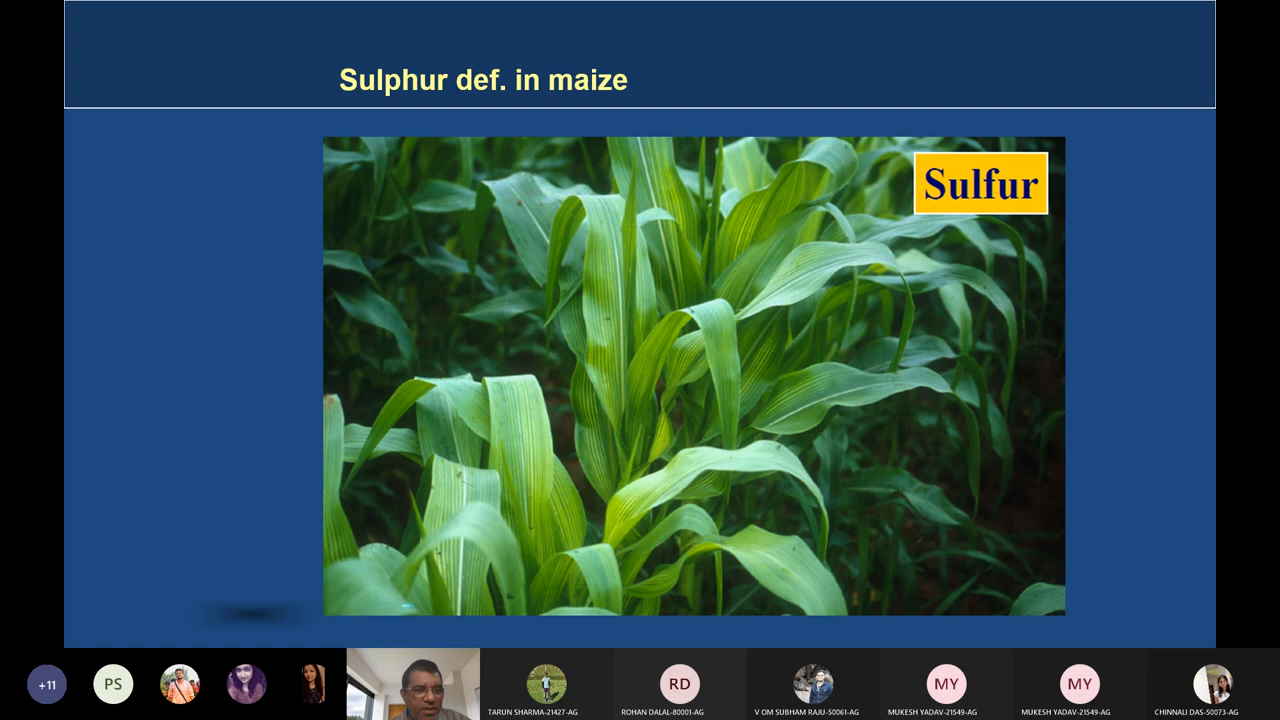 Sulphur def. in maize
Sulfur
+11
PS
TARUN SHARMA-21427-AG
RD
ROHAN DALAL-80001-AG
V OM SUBHAM RAJU-50061-AG
MY
MUKESH YADAV-21549-AG
MY
MUKESH YADAV-21549-AG
CHINNALI DAS-50073-AG